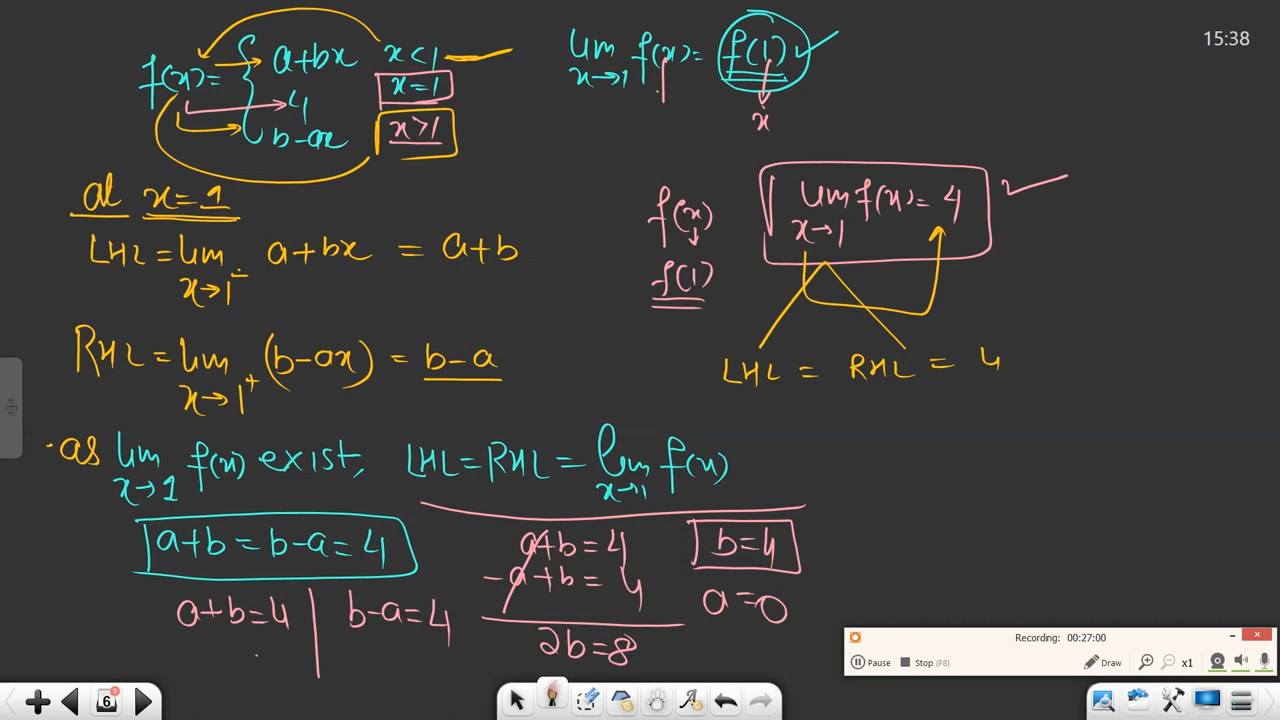 15:38
f(x)= { a+bx x<1
4 x=1
b-ax x>1
lim f(x)= f(1)
x→1
x
at x=1
LHL = lim a+bx = a+b
x→1⁻
RHL = lim (b-ax) = b-a
x→1⁺
f(x)
f(1)
lim f(x)= 4
x→1
LHL = RHL = 4
as lim f(x) exist, LHL=RHL = lim f(x)
x→1 x→1
a+b = b-a = 4
a+b=4 | b-a=4
a+b = 4
-a+b = 4
2b=8
b=4
a=0
Recording: 00:27:00
Pause Stop (F8) Draw x1
6 0